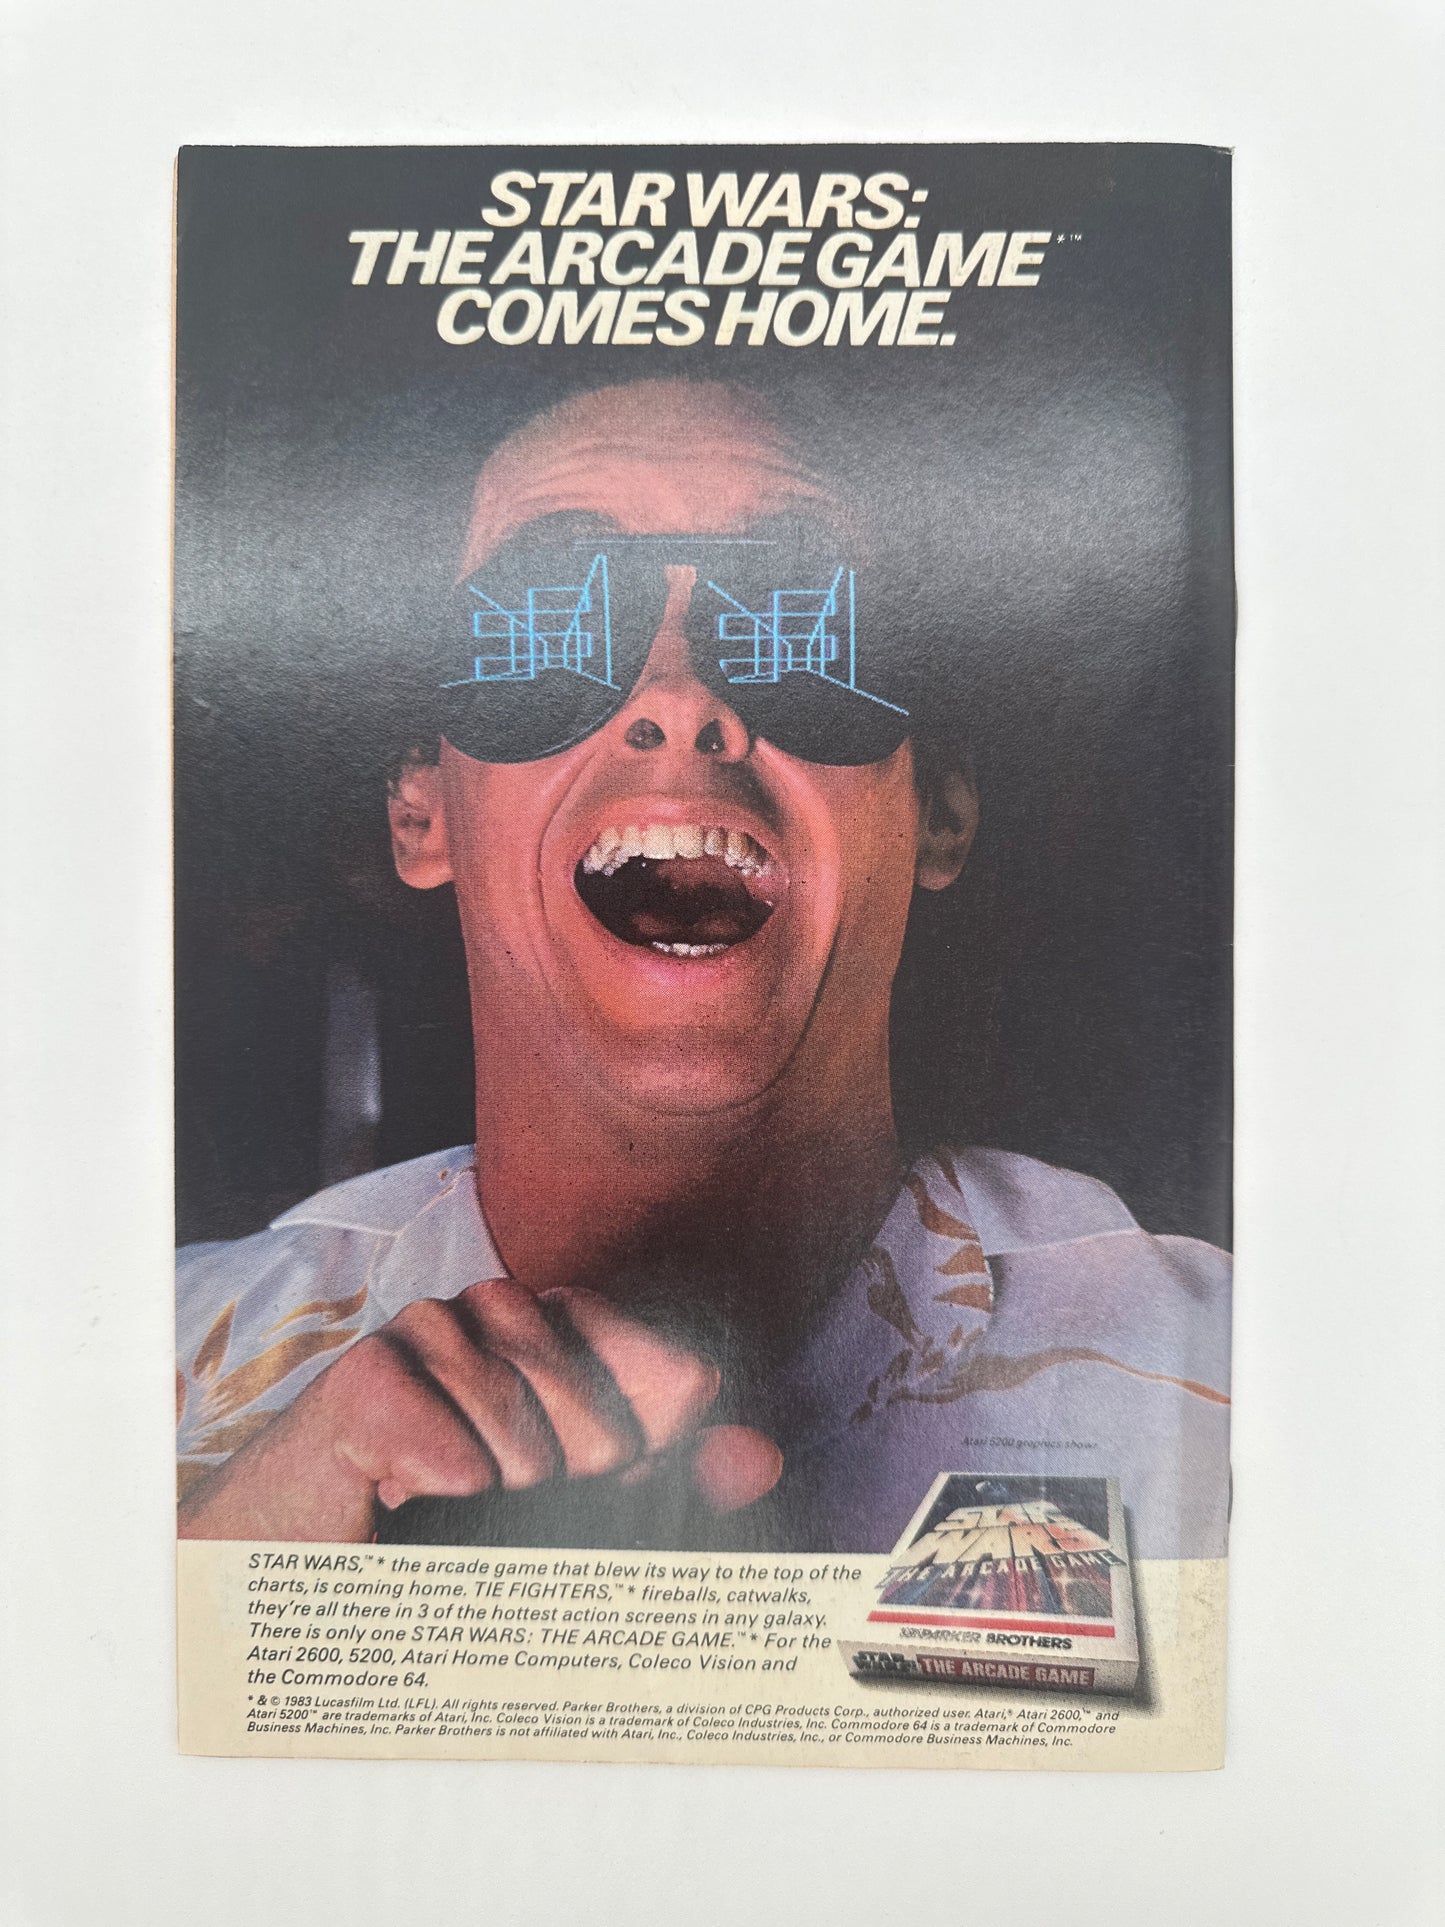 STAR WARS:
THE ARCADE GAME*™
COMES HOME.
Atari 5200 graphics shown
STAR
WARS
THE ARCADE GAME
PARKER BROTHERS
STAR
WARS
THE ARCADE GAME
STAR WARS,™* the arcade game that blew its way to the top of the
charts, is coming home. TIE FIGHTERS,™* fireballs, catwalks,
they're all there in 3 of the hottest action screens in any galaxy.
There is only one STAR WARS: THE ARCADE GAME.™* For the
Atari 2600, 5200, Atari Home Computers, Coleco Vision and
the Commodore 64.
* & © 1983 Lucasfilm Ltd. (LFL). All rights reserved. Parker Brothers, a division of CPG Products Corp., authorized user. Atari,® Atari 2600,™ and
Atari 5200™ are trademarks of Atari, Inc. Coleco Vision is a trademark of Coleco Industries, Inc. Commodore 64 is a trademark of Commodore
Business Machines, Inc. Parker Brothers is not affiliated with Atari, Inc., Coleco Industries, Inc., or Commodore Business Machines, Inc.